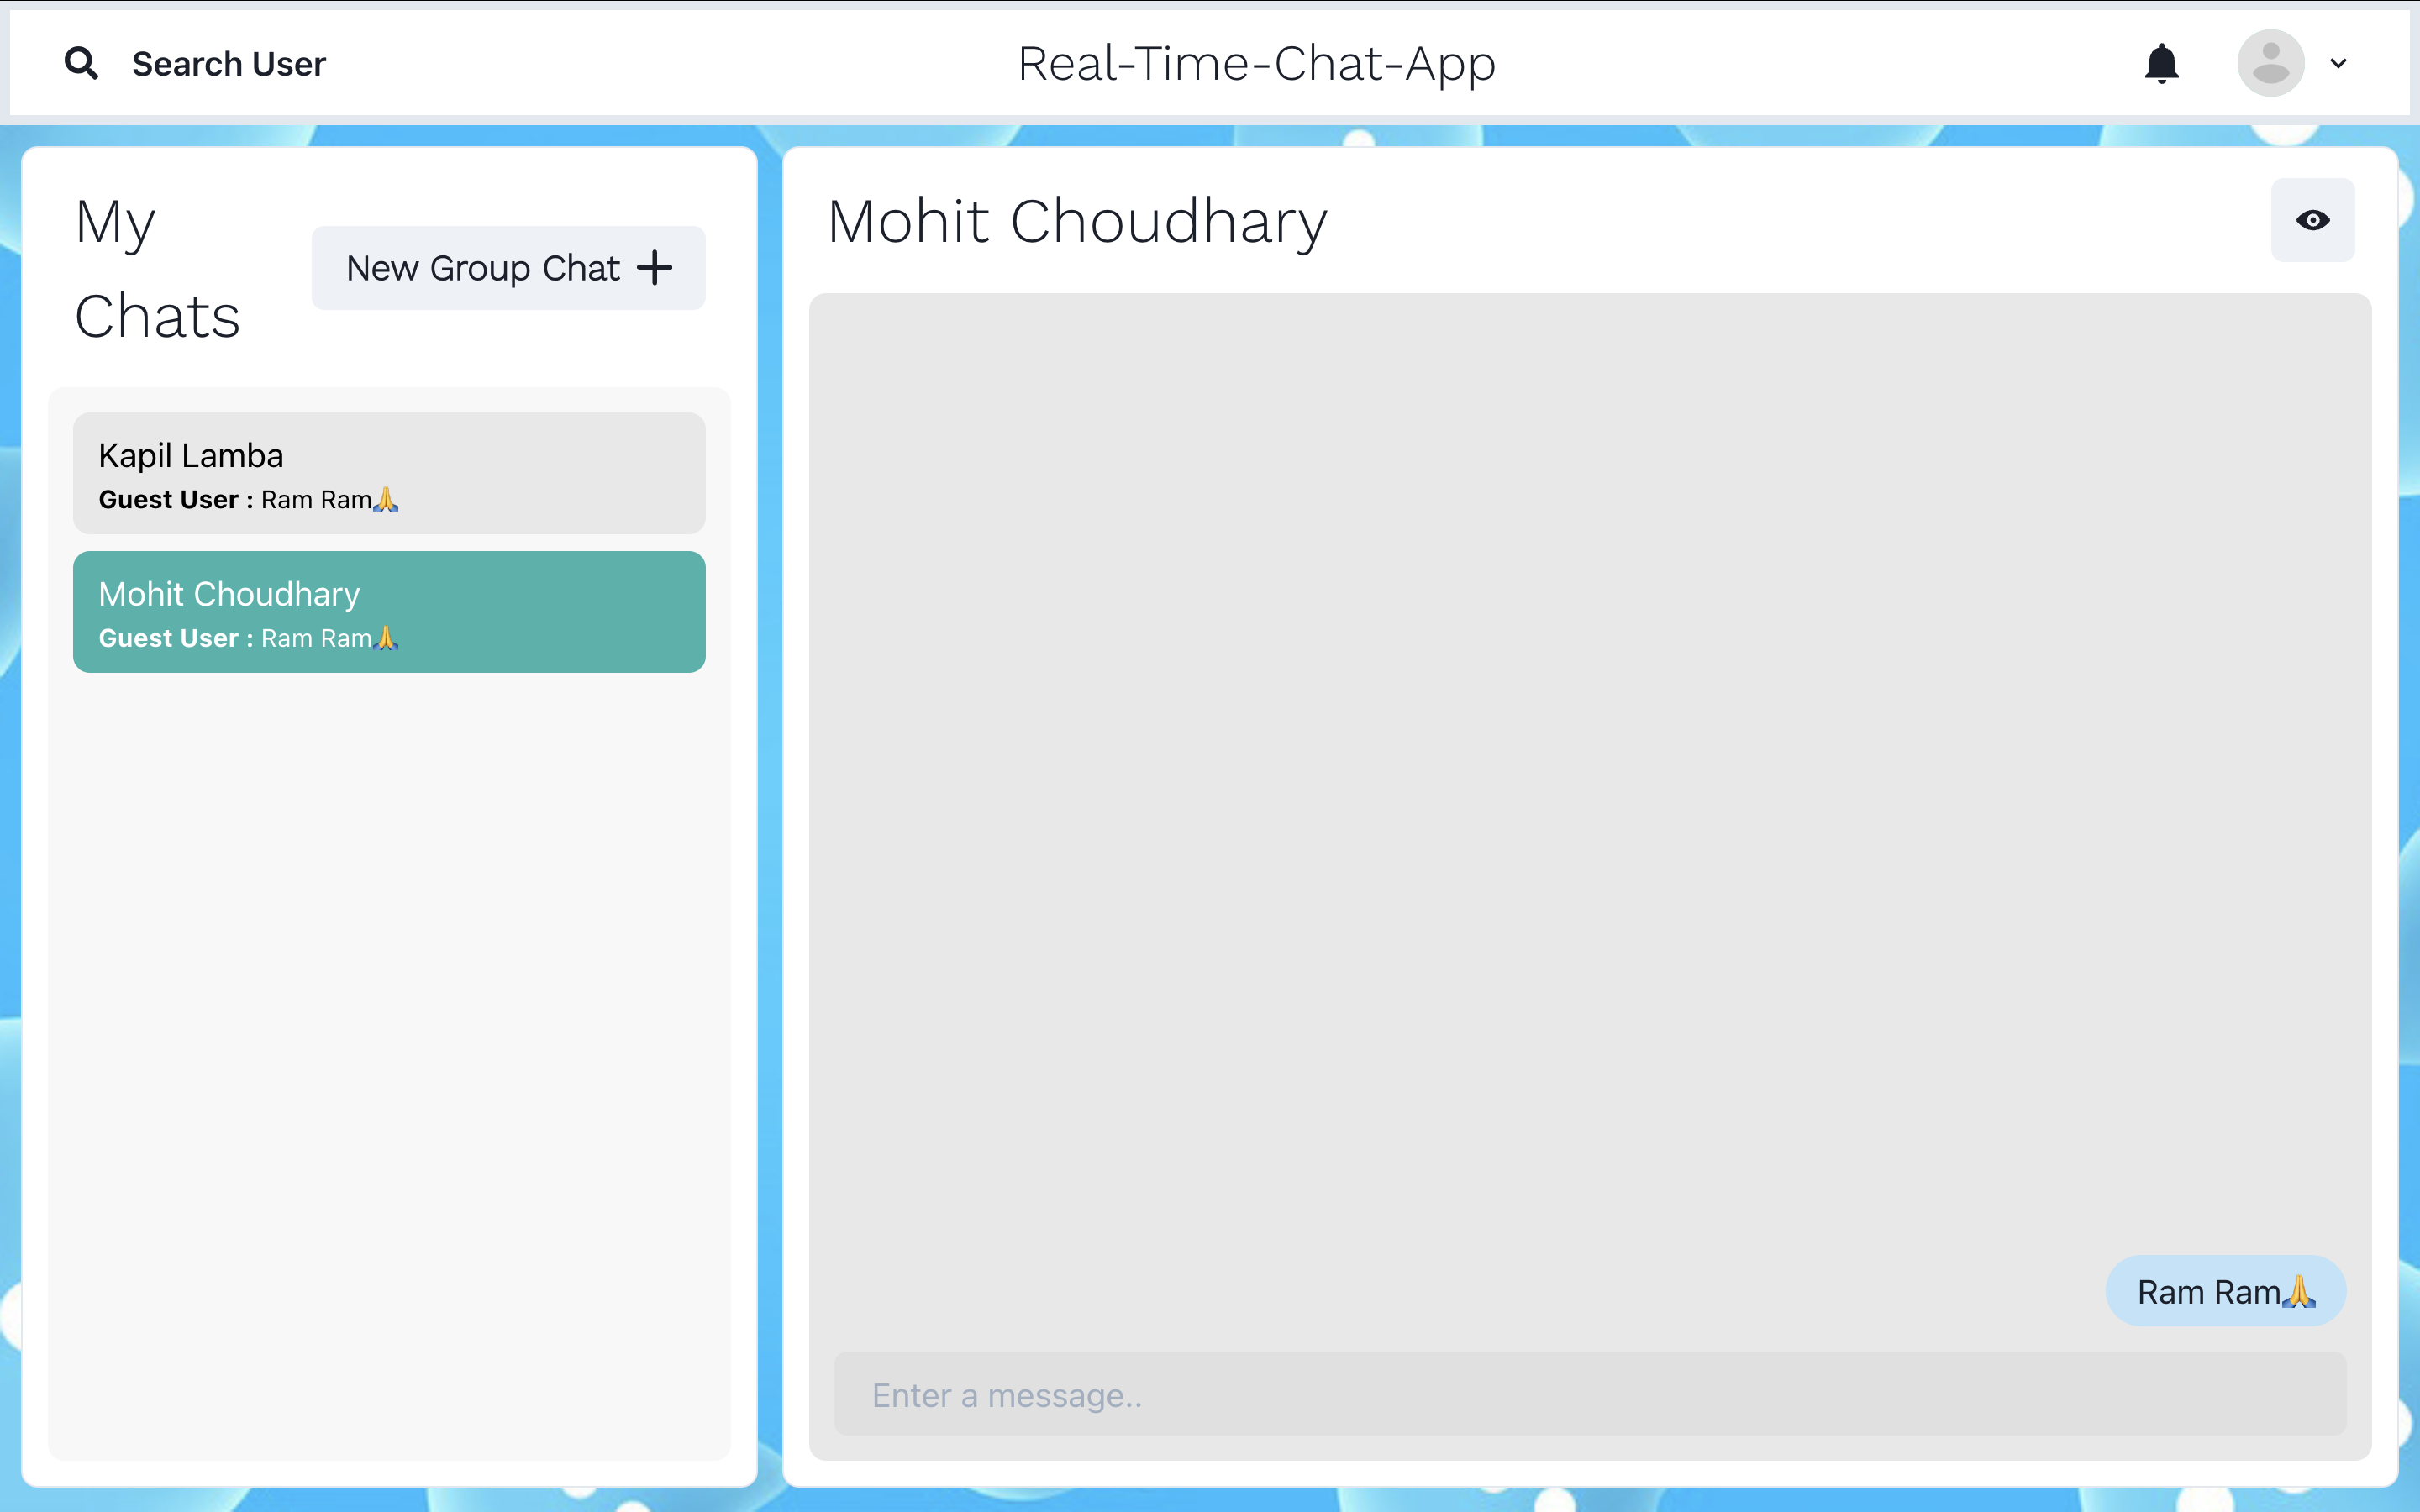 Search User
Real-Time-Chat-App
My
Chats
New Group Chat
Kapil Lamba
Guest User : Ram Ram🙏
Mohit Choudhary
Guest User : Ram Ram🙏
Mohit Choudhary
Ram Ram🙏
Enter a message..